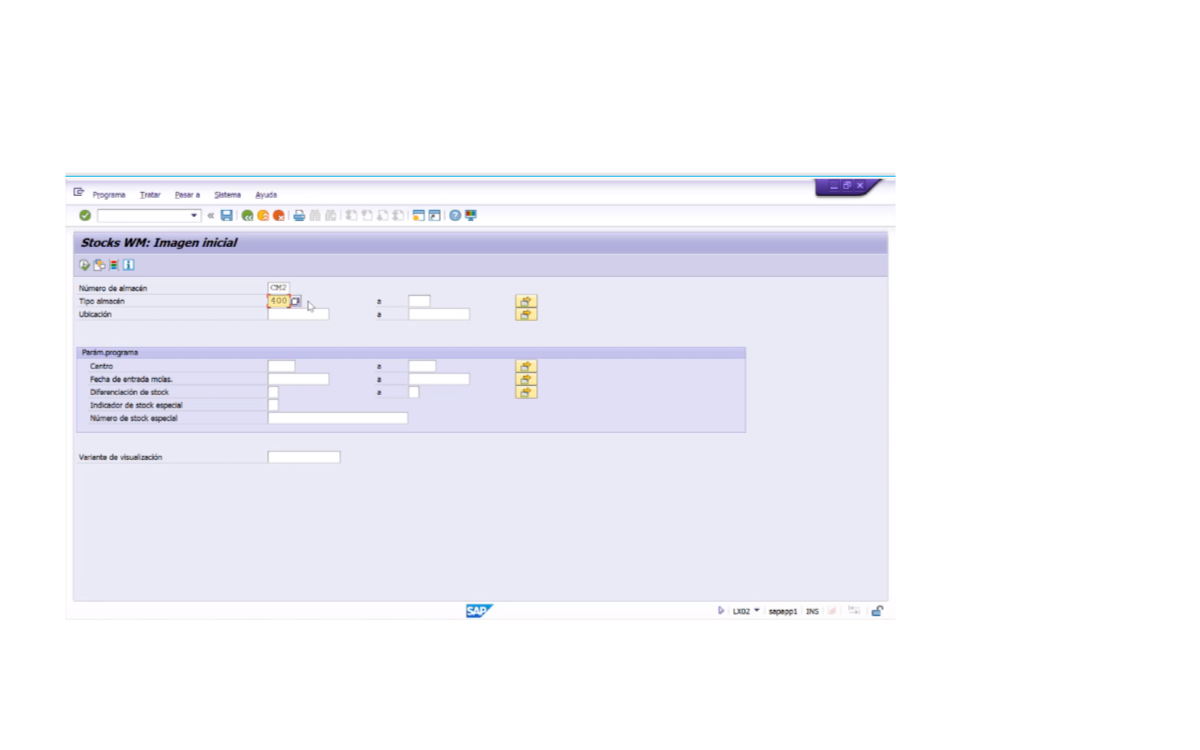 Programa Tratar Pasar a Sistema Ayuda
Stocks WM: Imagen inicial
Número de almacén CM2
Tipo almacén 400 a
Ubicación a
Parám.programa
Centro a
Fecha de entrada mcías. a
Diferenciación de stock a
Indicador de stock especial
Número de stock especial
Variante de visualización
SAP LX02 sapapp1 INS